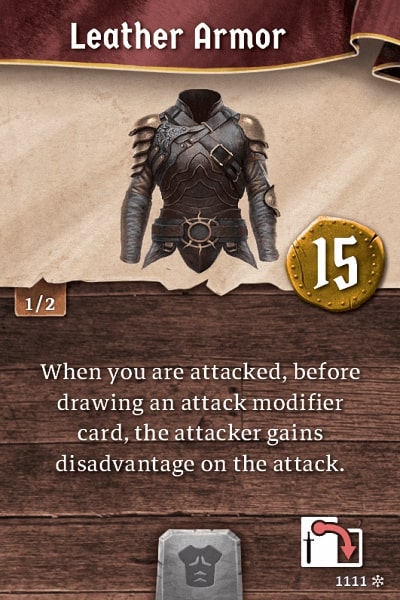 Leather Armor
15
1/2
When you are attacked, before
drawing an attack modifier
card, the attacker gains
disadvantage on the attack.
1111 ✻